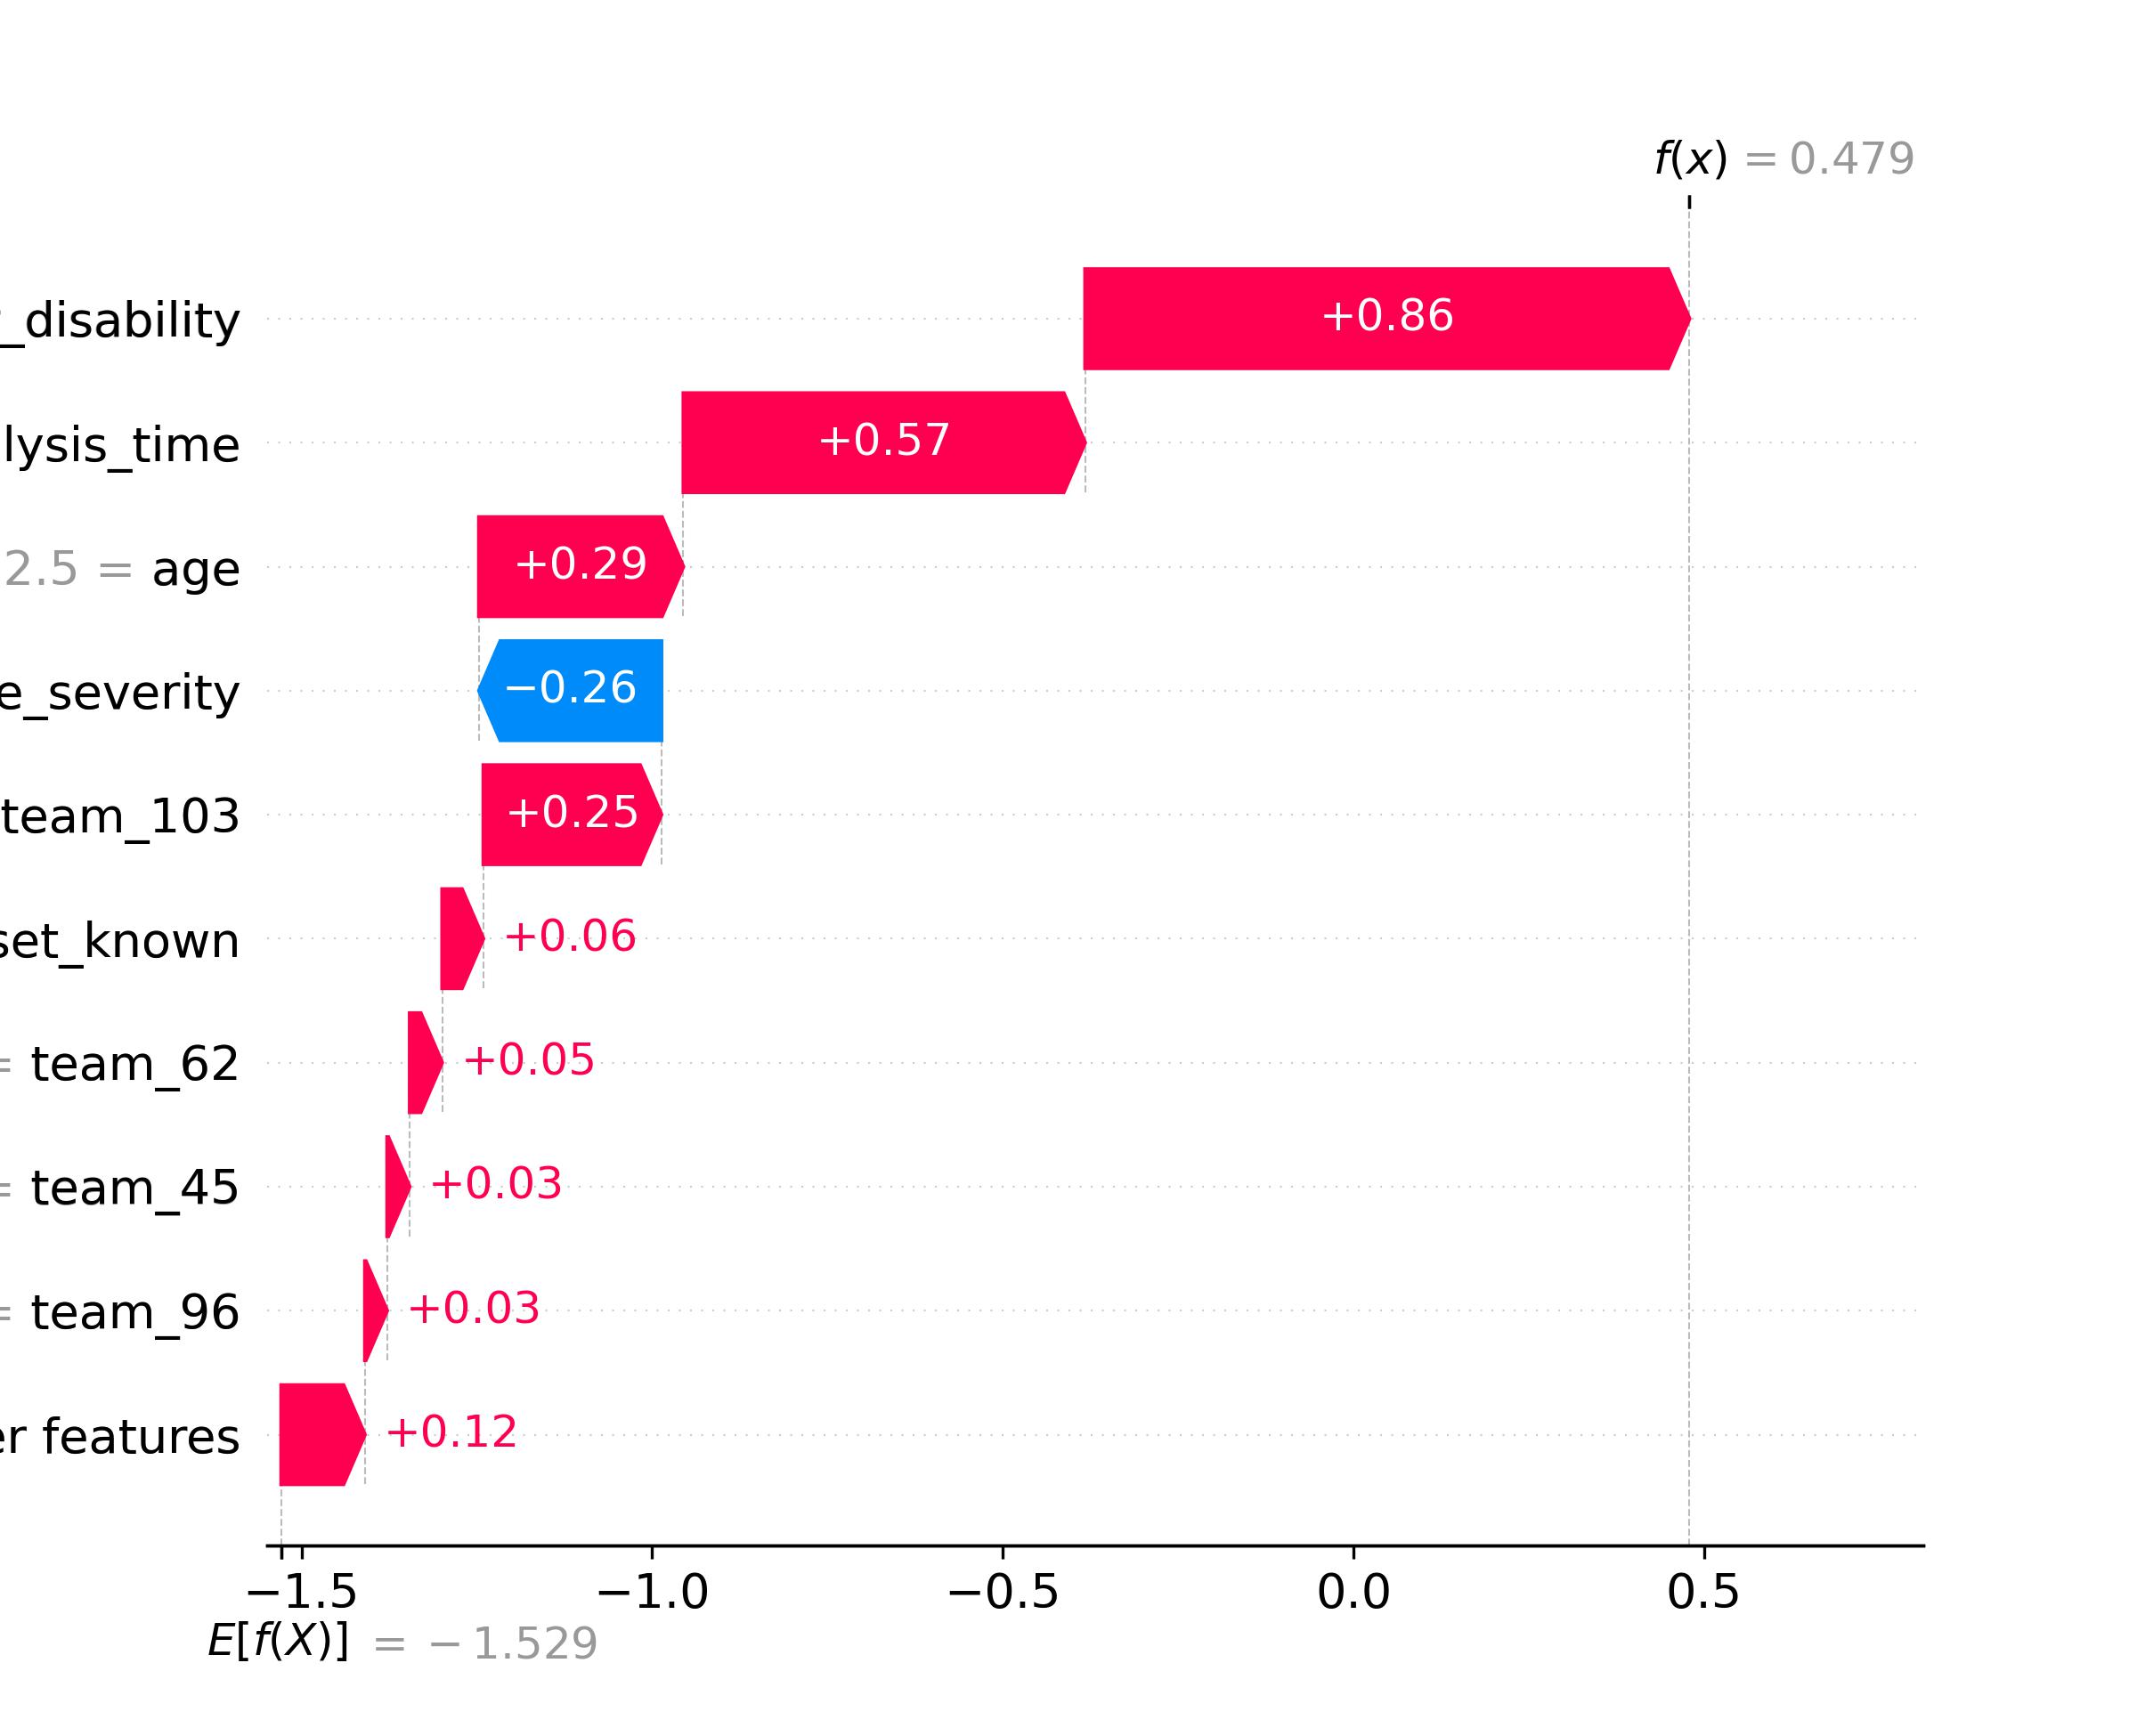 f(x) = 0.479
_disability
+0.86
lysis_time
+0.57
2.5 = age
+0.29
e_severity
−0.26
team_103
+0.25
set_known
+0.06
= team_62
+0.05
= team_45
+0.03
= team_96
+0.03
er features
+0.12
−1.5 −1.0 −0.5 0.0 0.5
E[f(X)] = −1.529